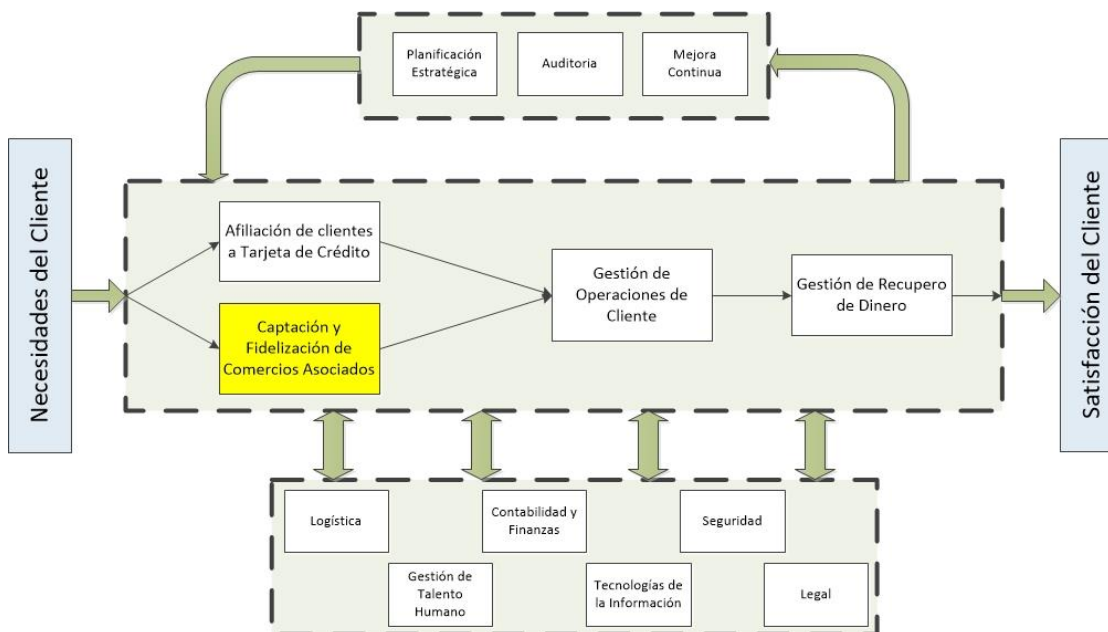 Planificación
Estratégica
Auditoria
Mejora
Continua
Necesidades del Cliente
Afiliación de clientes
a Tarjeta de Crédito
Captación y
Fidelización de
Comercios Asociados
Gestión de
Operaciones de
Cliente
Gestión de Recupero
de Dinero
Satisfacción del Cliente
Logística
Contabilidad y
Finanzas
Seguridad
Gestión de
Talento
Humano
Tecnologías de
la Información
Legal